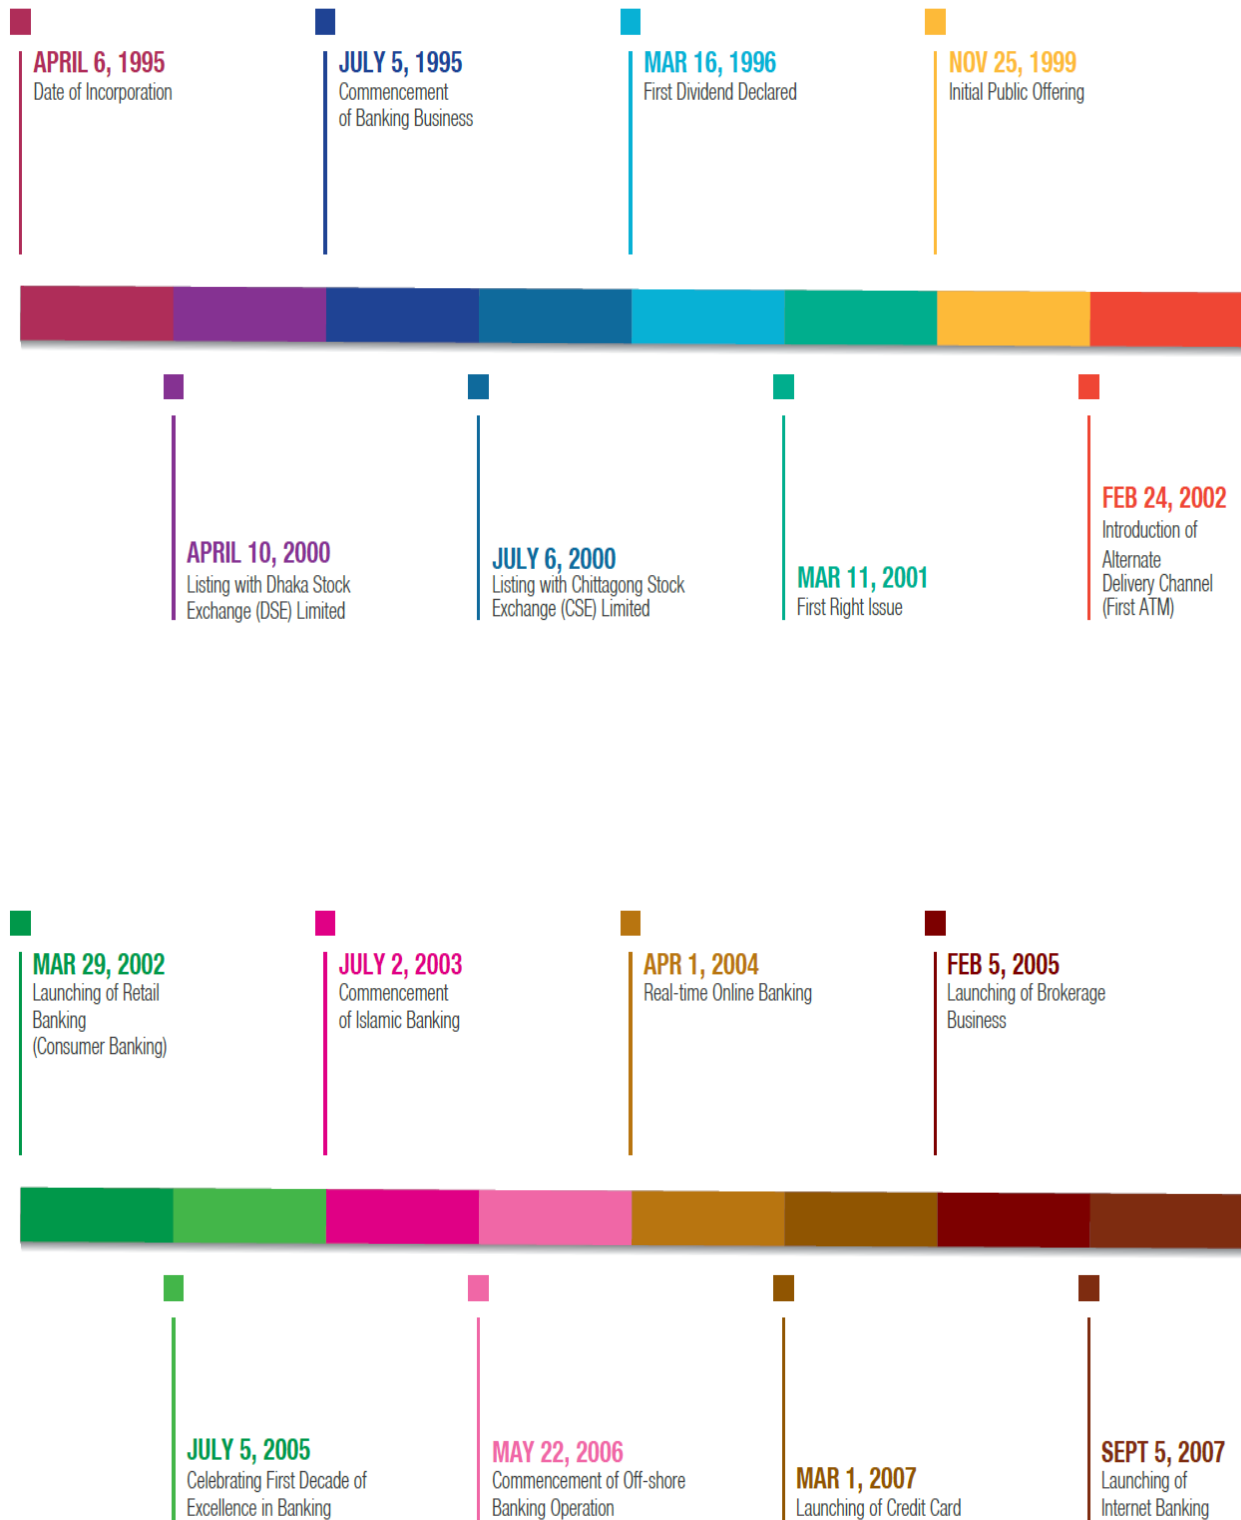 APRIL 6, 1995
Date of Incorporation
JULY 5, 1995
Commencement
of Banking Business
MAR 16, 1996
First Dividend Declared
NOV 25, 1999
Initial Public Offering
APRIL 10, 2000
Listing with Dhaka Stock
Exchange (DSE) Limited
JULY 6, 2000
Listing with Chittagong Stock
Exchange (CSE) Limited
MAR 11, 2001
First Right Issue
FEB 24, 2002
Introduction of
Alternate
Delivery Channel
(First ATM)
MAR 29, 2002
Launching of Retail
Banking
(Consumer Banking)
JULY 2, 2003
Commencement
of Islamic Banking
APR 1, 2004
Real-time Online Banking
FEB 5, 2005
Launching of Brokerage
Business
JULY 5, 2005
Celebrating First Decade of
Excellence in Banking
MAY 22, 2006
Commencement of Off-shore
Banking Operation
MAR 1, 2007
Launching of Credit Card
SEPT 5, 2007
Launching of
Internet Banking